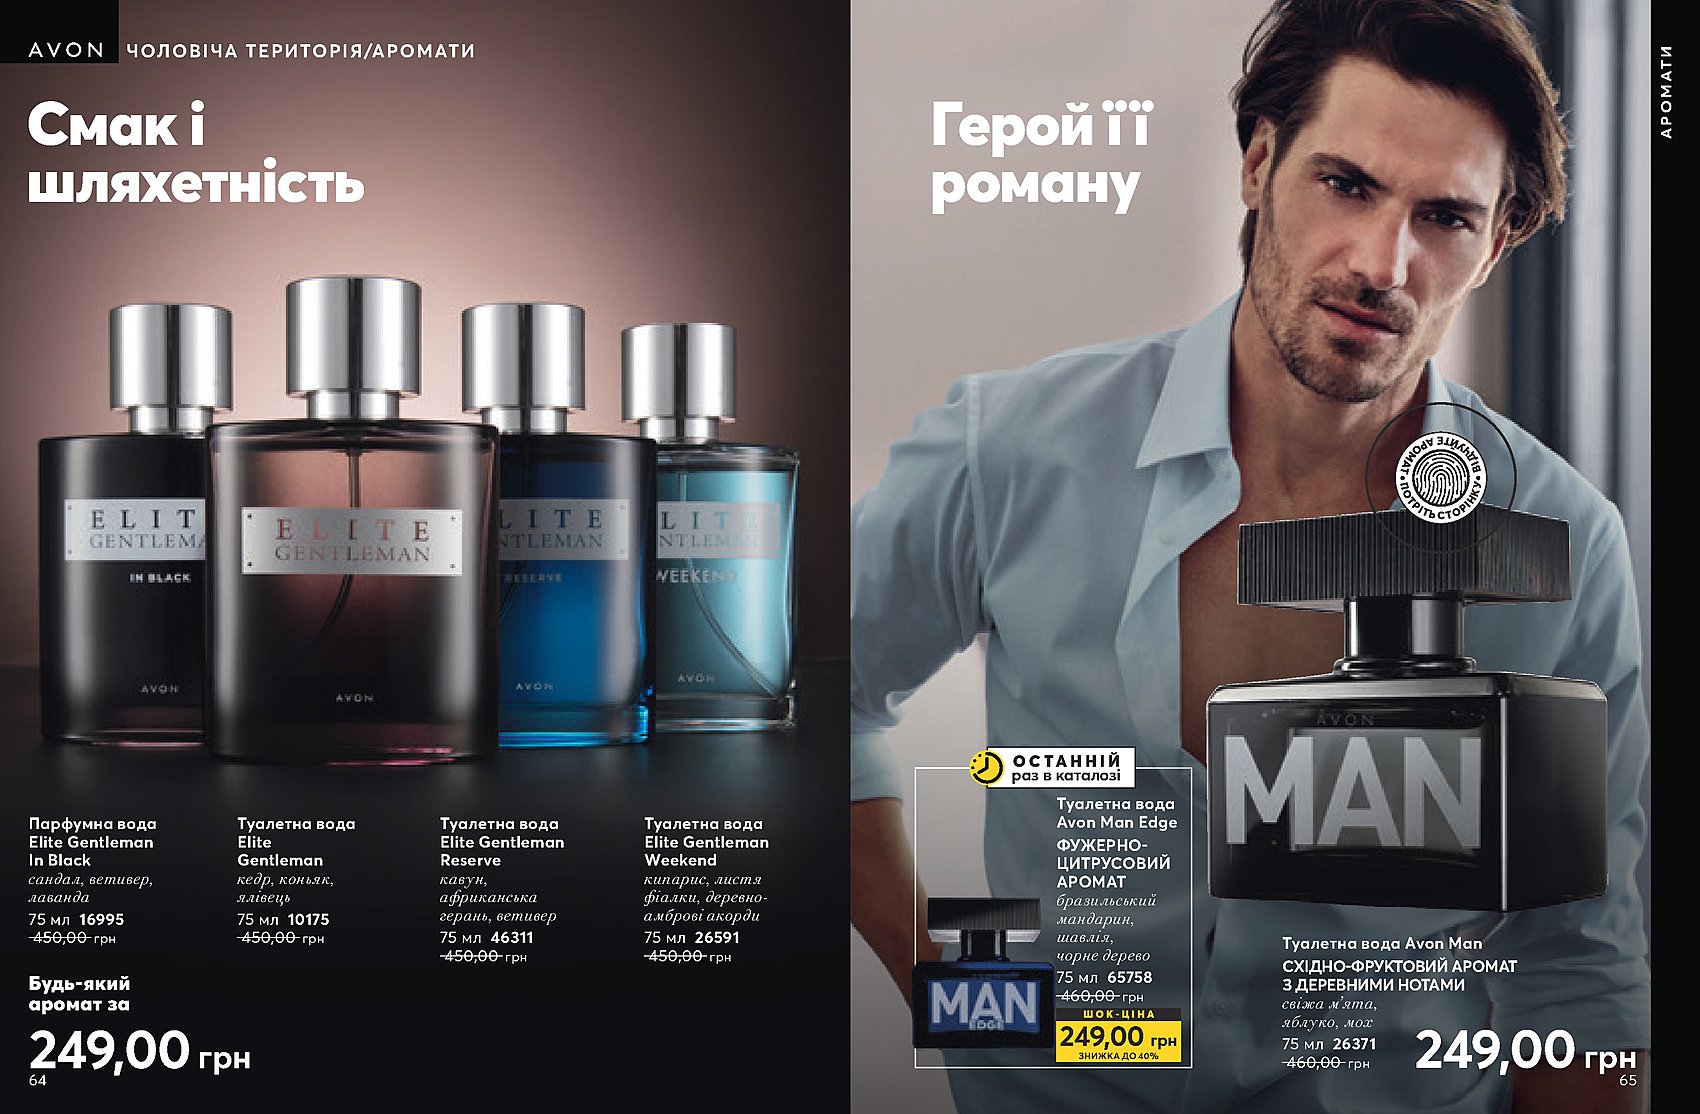 AVON ЧОЛОВІЧА ТЕРИТОРІЯ/АРОМАТИ
Смак і
шляхетність
ELIT
GENTLEMA
IN BLACK
AVON
ELITE
GENTLEMAN
AVON
LITE
NTLEMAN
RESERVE
AVON
LITE
NTLEMAN
WEEKEND
AVON
Парфумна вода
Elite Gentleman
In Black
сандал, ветивер,
лаванда
75 мл 16995
450,00 грн
Туалетна вода
Elite
Gentleman
кедр, коньяк,
ялівець
75 мл 10175
450,00 грн
Туалетна вода
Elite Gentleman
Reserve
кавун,
африканська
герань, ветивер
75 мл 46311
450,00 грн
Туалетна вода
Elite Gentleman
Weekend
кипарис, листя
фіалки, деревно-
амброві акорди
75 мл 26591
450,00 грн
Будь-який
аромат за
249,00 грн
64
АРОМАТИ
Герой її
роману
ВІДЧУЙТЕ АРОМАТ • ПОТРІТЬ СТОРІНКУ •
AVON
MAN
ОСТАННІЙ
раз в каталозі
Туалетна вода
Avon Man Edge
ФУЖЕРНО-
ЦИТРУСОВИЙ
АРОМАТ
бразильський
мандарин,
шавлія,
чорне дерево
75 мл 65758
460,00 грн
ШОК-ЦІНА
249,00 грн
ЗНИЖКА ДО 40%
AVON
MAN
EDGE
Туалетна вода Avon Man
СХІДНО-ФРУКТОВИЙ АРОМАТ
З ДЕРЕВНИМИ НОТАМИ
свіжа м'ята,
яблуко, мох
75 мл 26371
460,00 грн
249,00 грн
65